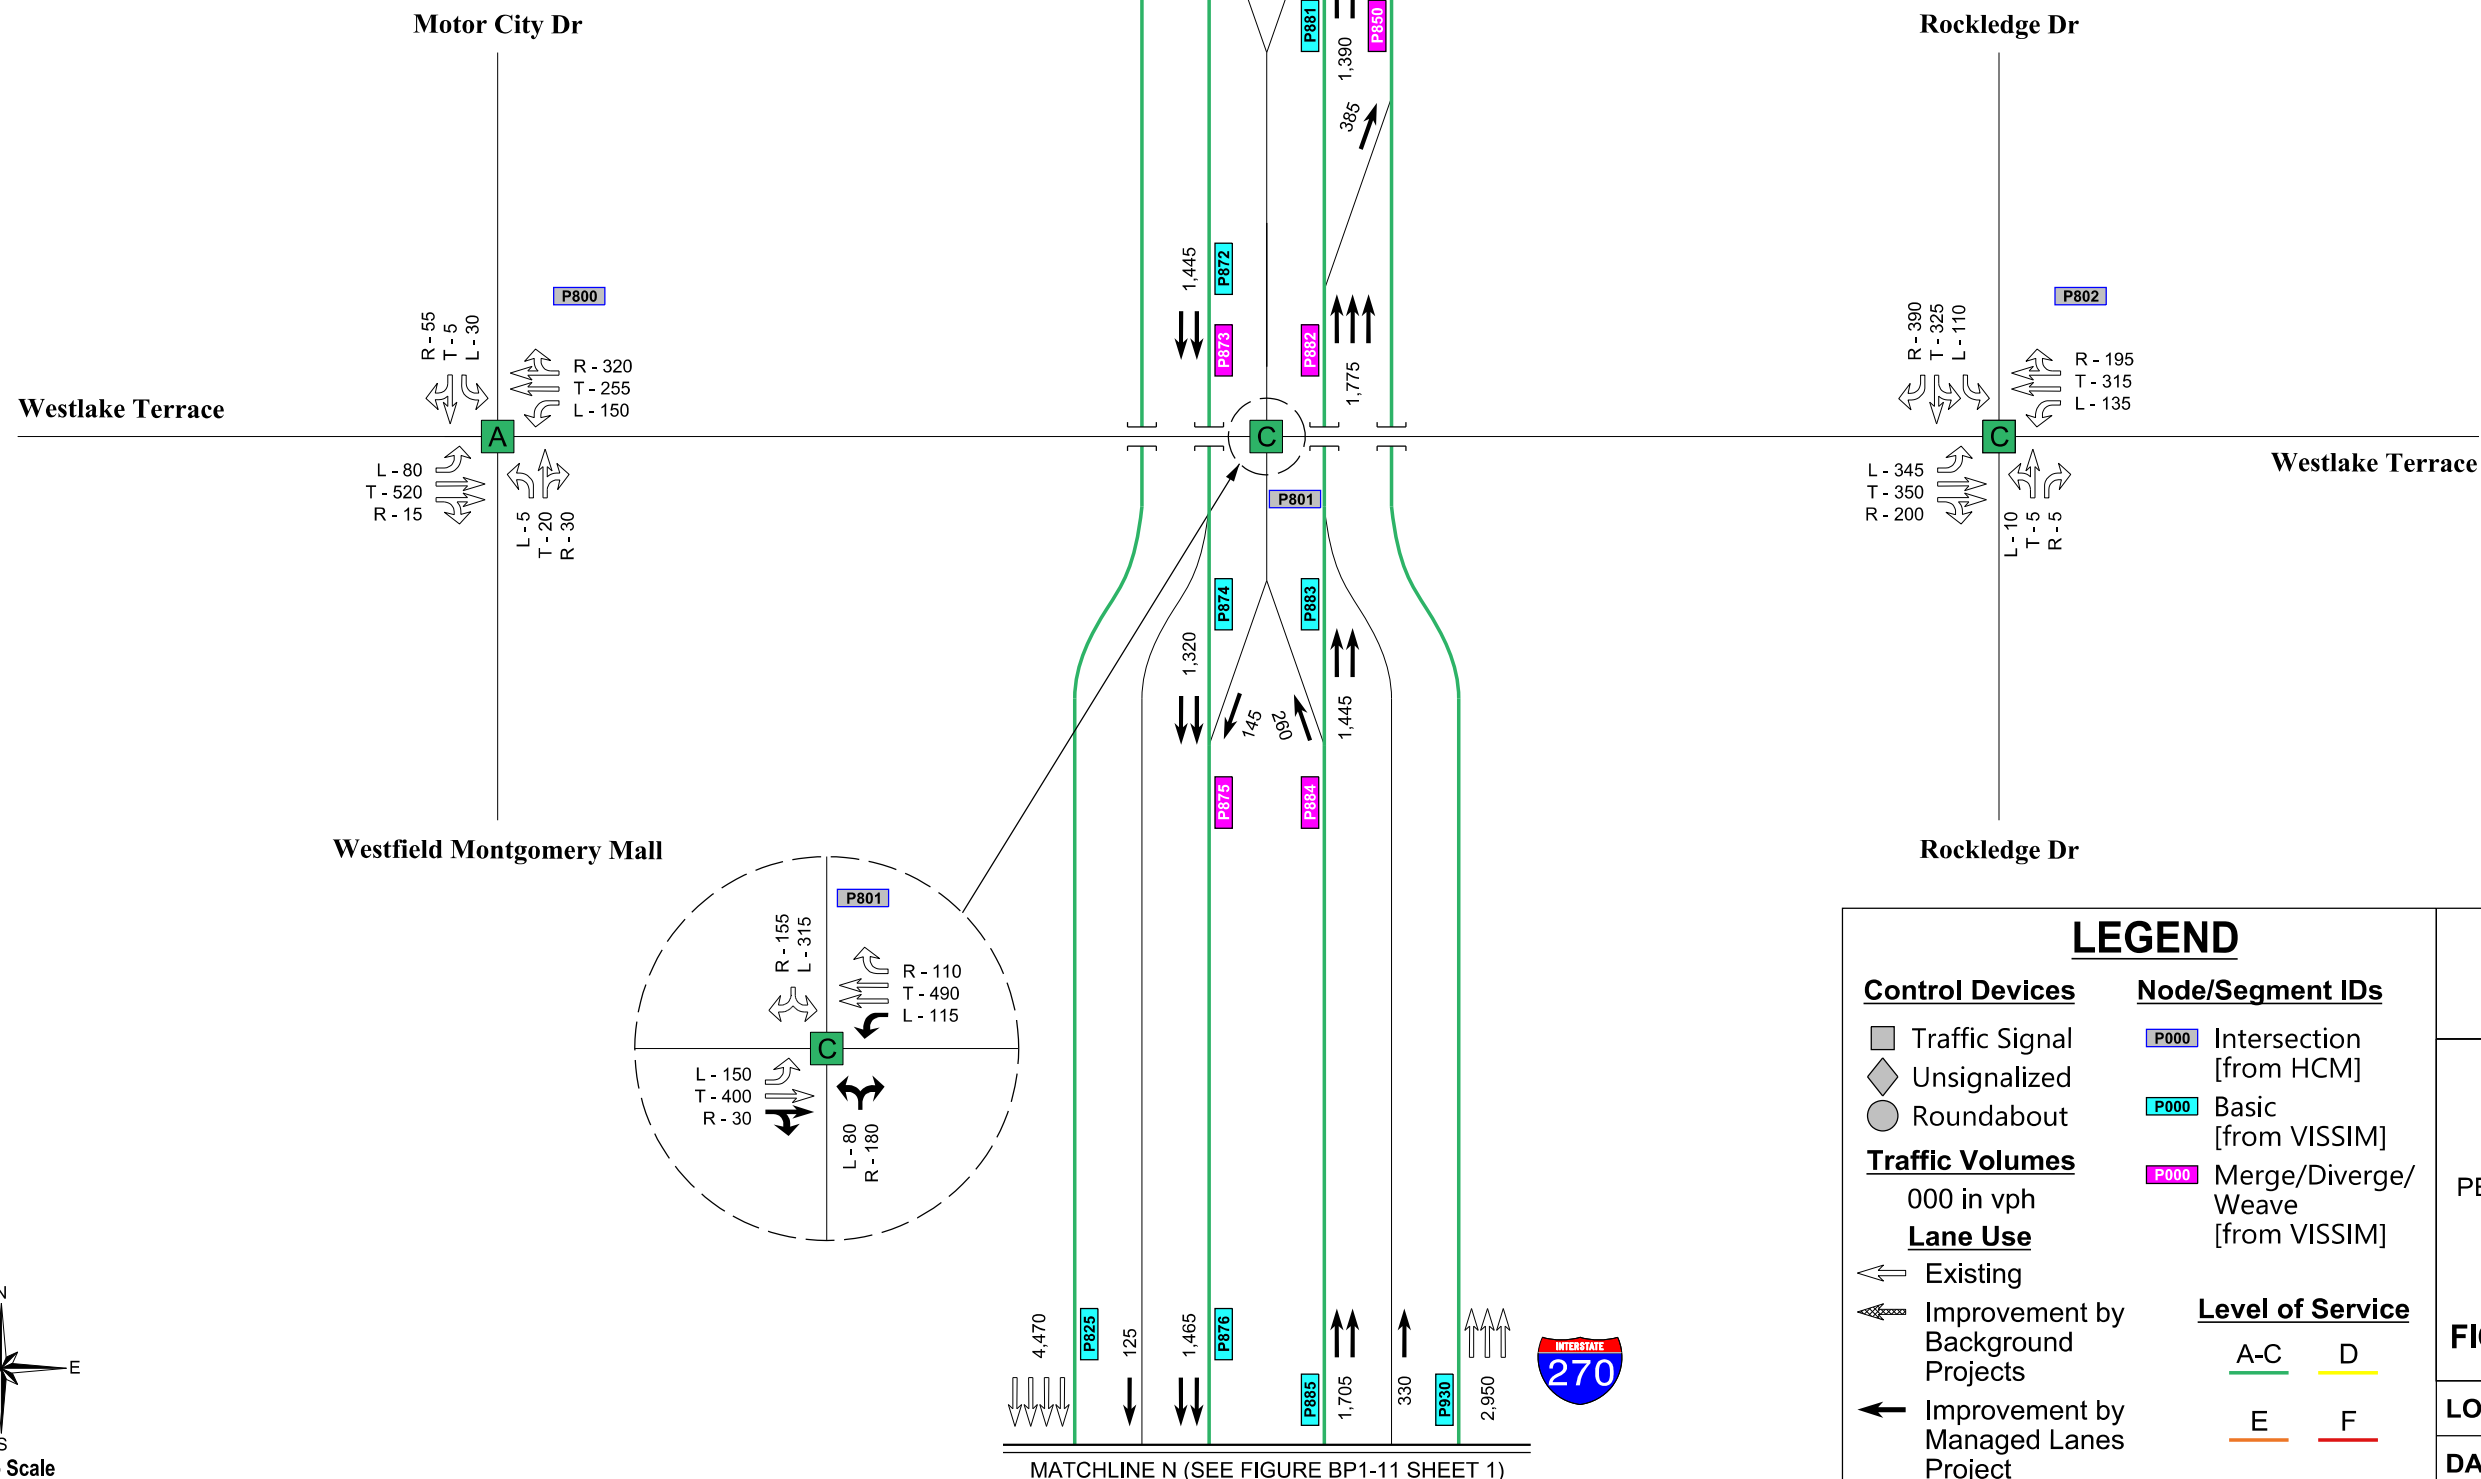 Motor City Dr
Rockledge Dr
P881
1,390
P850
385
1,445
P872
P873
P882
1,775
P800
R - 55
T - 5
L - 30
R - 320
T - 255
L - 150
Westlake Terrace
A
L - 80
T - 520
R - 15
L - 5
T - 20
R - 30
C
P801
P802
R - 390
T - 325
L - 110
R - 195
T - 315
L - 135
C
Westlake Terrace
L - 345
T - 350
R - 200
L - 10
T - 5
R - 5
P874
P883
1,320
145
260
1,445
P875
P884
Westfield Montgomery Mall
Rockledge Dr
P801
R - 155
L - 315
R - 110
T - 490
L - 115
C
L - 150
T - 400
R - 30
L - 80
R - 180
4,470
P825
125
1,465
P876
P885
1,705
330
P930
2,950
INTERSTATE
270
MATCHLINE N (SEE FIGURE BP1-11 SHEET 1)
E
S
Scale
LEGEND
Control Devices
Traffic Signal
Unsignalized
Roundabout
Traffic Volumes
000 in vph
Lane Use
Existing
Improvement by
Background
Projects
Improvement by
Managed Lanes
Project
Node/Segment IDs
P000 Intersection
[from HCM]
P000 Basic
[from VISSIM]
P000 Merge/Diverge/
Weave
[from VISSIM]
Level of Service
A-C D
E F